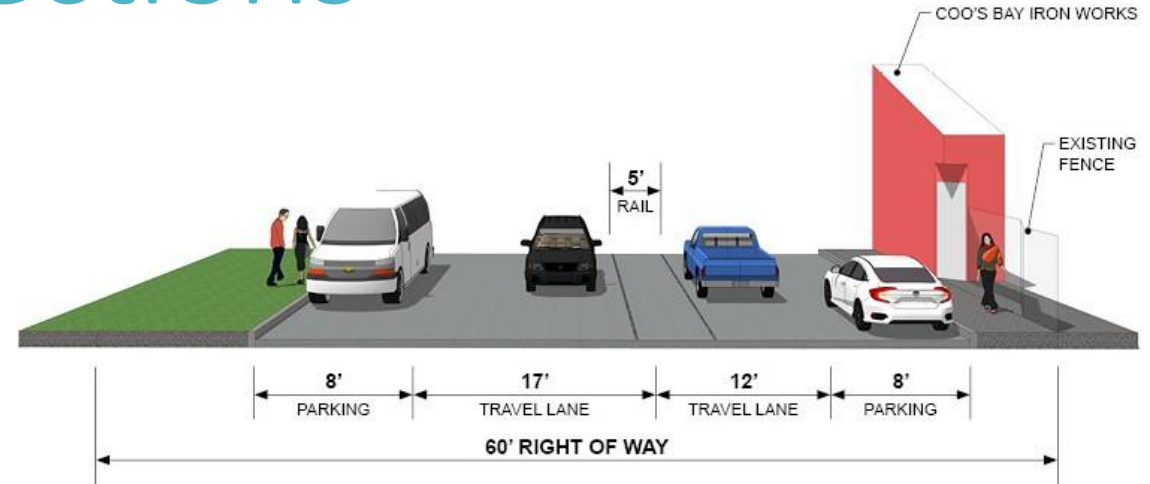 COO'S BAY IRON WORKS
EXISTING
FENCE
5'
RAIL
8'
PARKING
17'
TRAVEL LANE
12'
TRAVEL LANE
8'
PARKING
60' RIGHT OF WAY